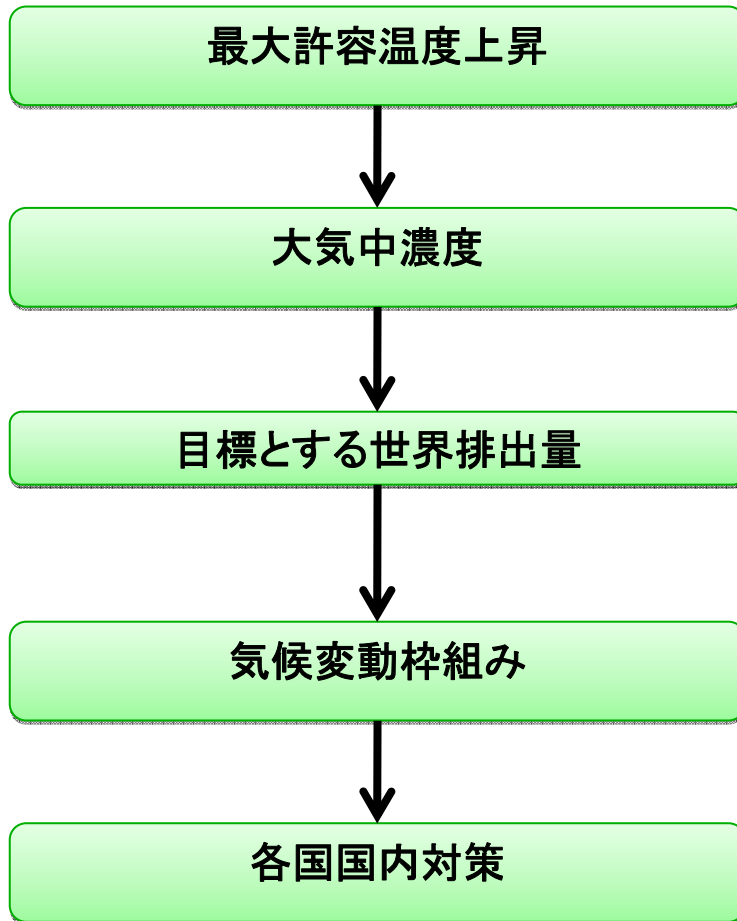 最大許容温度上昇
大気中濃度
目標とする世界排出量
気候変動枠組み
各国国内対策